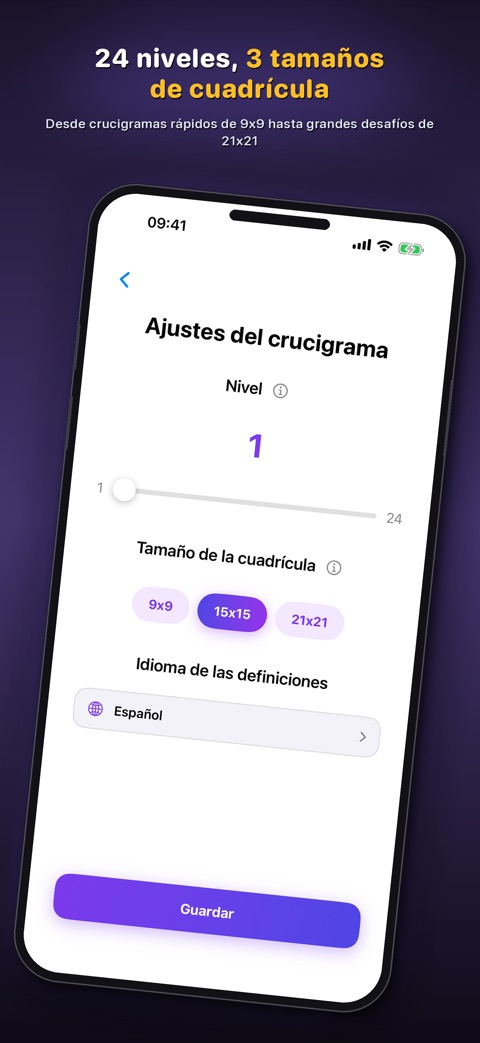 24 niveles, 3 tamaños
de cuadrícula
Desde crucigramas rápidos de 9x9 hasta grandes desafíos de
21x21
09:41
Ajustes del crucigrama
Nivel
1
1
24
Tamaño de la cuadrícula
9x9
15x15
21x21
Idioma de las definiciones
Español
Guardar